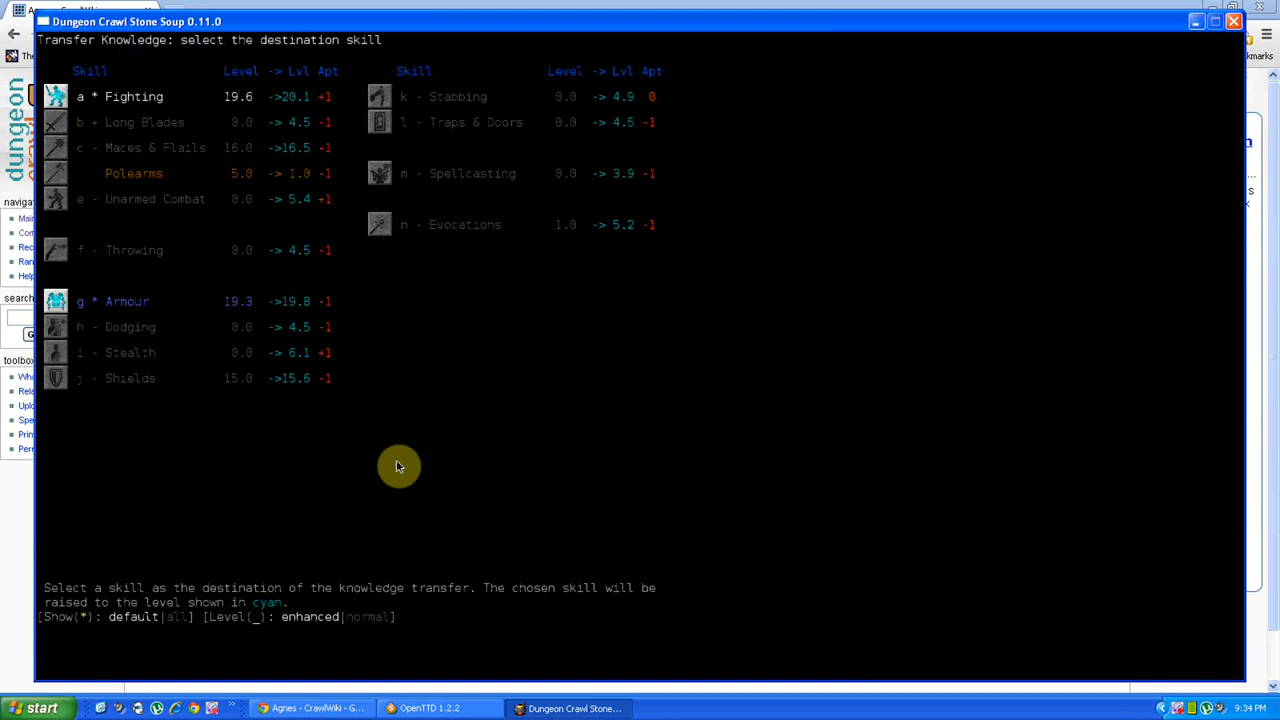 Dungeon Crawl Stone Soup 0.11.0
Transfer Knowledge: select the destination skill
Skill Level -> Lvl Apt Skill Level -> Lvl Apt
a * Fighting 19.6 ->20.1 +1 k - Stabbing 0.0 -> 4.9 0
b + Long Blades 0.0 -> 4.5 -1 l - Traps & Doors 0.0 -> 4.5 -1
c - Maces & Flails 16.0 ->16.5 -1
Polearms 5.0 -> 1.0 -1 m - Spellcasting 0.0 -> 3.9 -1
e - Unarmed Combat 0.0 -> 5.4 +1
n - Evocations 1.0 -> 5.2 -1
f - Throwing 0.0 -> 4.5 -1
g * Armour 19.3 ->19.8 -1
h - Dodging 0.0 -> 4.5 -1
i - Stealth 0.0 -> 6.1 +1
j - Shields 15.0 ->15.6 -1
Select a skill as the destination of the knowledge transfer. The chosen skill will be
raised to the level shown in cyan.
[Show(*): default|all] [Level(_): enhanced|normal]
navigat
search
toolbox
start Agnes - CrawlWiki - G... OpenTTD 1.2.2 Dungeon Crawl Stone... 9:34 PM